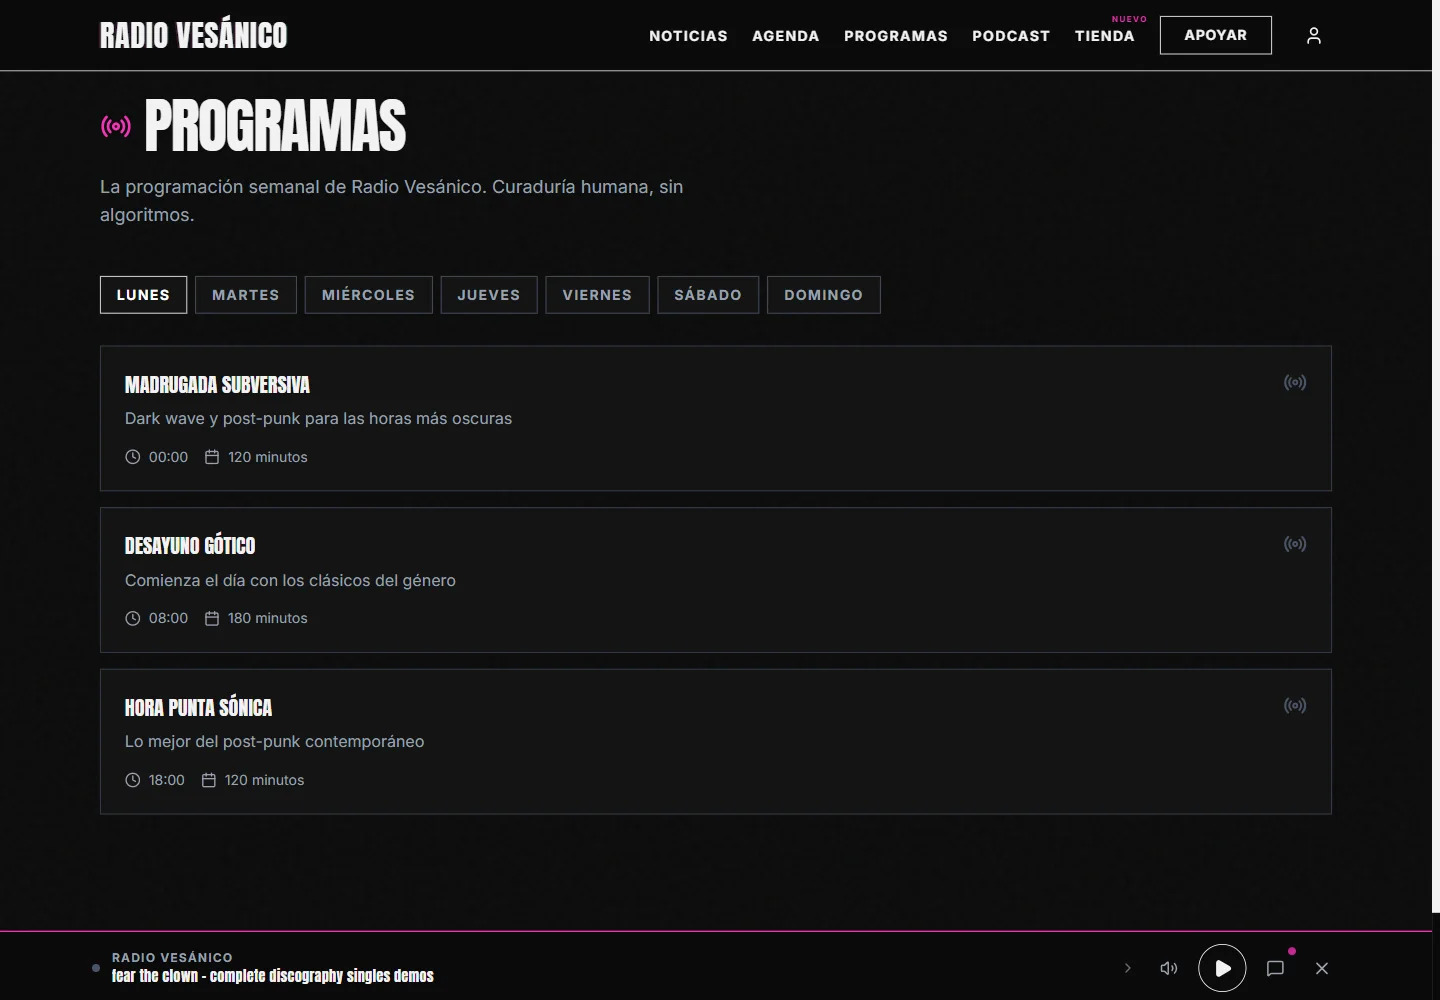 RADIO VESÁNICO
NOTICIAS AGENDA PROGRAMAS PODCAST TIENDA NUEVO APOYAR
PROGRAMAS
La programación semanal de Radio Vesánico. Curaduría humana, sin
algoritmos.
LUNES MARTES MIÉRCOLES JUEVES VIERNES SÁBADO DOMINGO
MADRUGADA SUBVERSIVA
Dark wave y post-punk para las horas más oscuras
00:00 120 minutos
DESAYUNO GÓTICO
Comienza el día con los clásicos del género
08:00 180 minutos
HORA PUNTA SÓNICA
Lo mejor del post-punk contemporáneo
18:00 120 minutos
RADIO VESÁNICO
fear the clown - complete discography singles demos